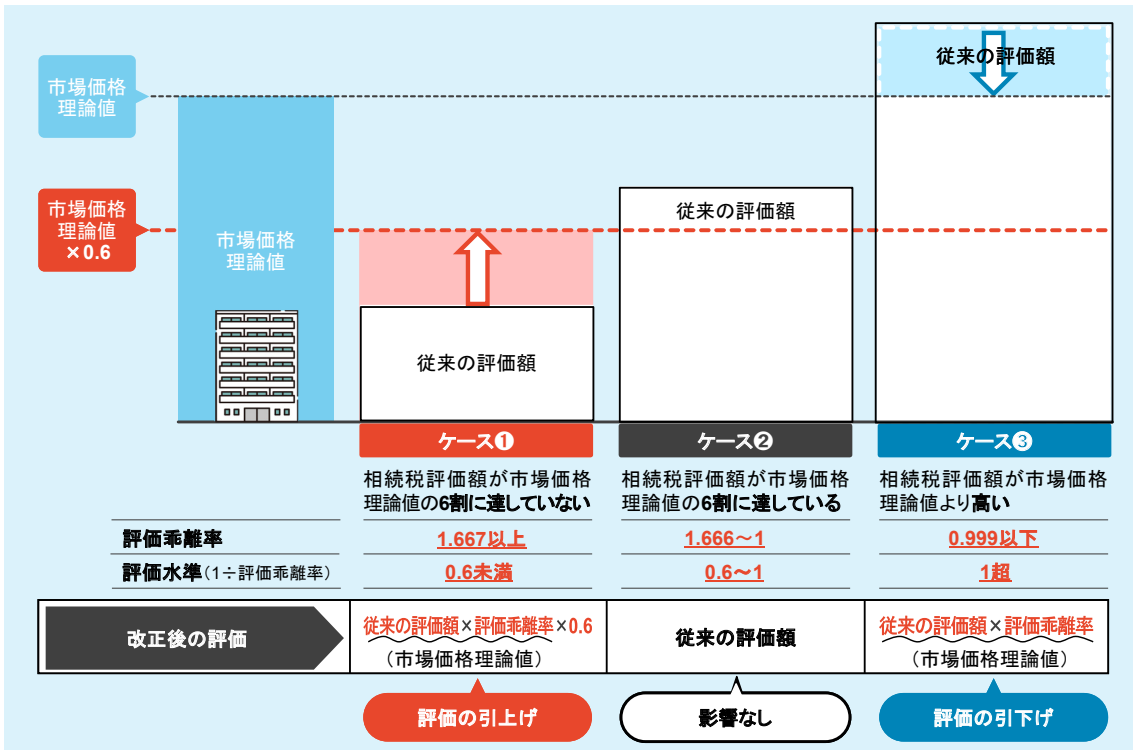 市場価格
理論値
市場価格
理論値
×0.6
市場価格
理論値
従来の評価額
従来の評価額
従来の評価額
ケース❶
ケース❷
ケース❸
相続税評価額が市場価格
理論値の6割に達していない
相続税評価額が市場価格
理論値の6割に達している
相続税評価額が市場価格
理論値より高い
評価乖離率
1.667以上
1.666～1
0.999以下
評価水準(1÷評価乖離率)
0.6未満
0.6～1
1超
改正後の評価
従来の評価額×評価乖離率×0.6
(市場価格理論値)
従来の評価額
従来の評価額×評価乖離率
(市場価格理論値)
評価の引上げ
影響なし
評価の引下げ